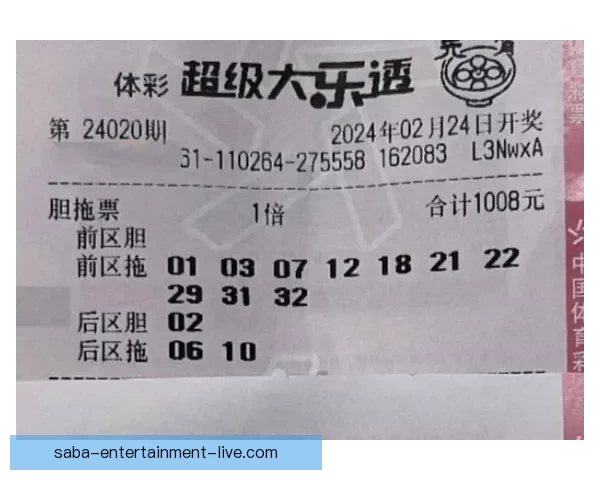 体彩 超级大乐透
第 24020期 2024年02月24日开奖
31-110264-275558 162083 L3NwxA
胆拖票 1倍 合计1008元
前区胆
前区拖 01 03 07 12 18 21 22
29 31 32
后区胆 02
后区拖 06 10
中国体育彩
saba-entertainment-live.com